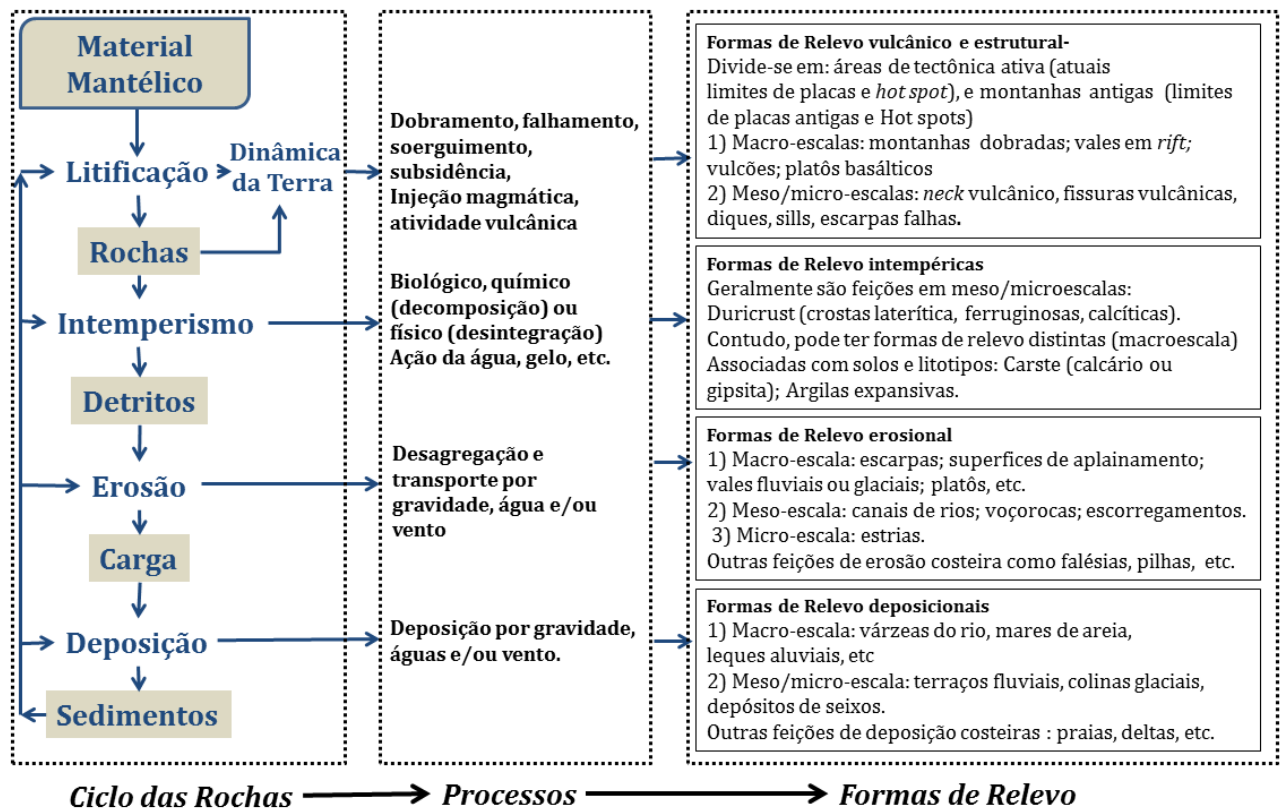 Material
Mantélico
Litificação
Dinâmica
da Terra
Rochas
Intemperismo
Detritos
Erosão
Carga
Deposição
Sedimentos
Dobramento, falhamento,
soerguimento,
subsidência,
Injeção magmática,
atividade vulcânica
Biológico, químico
(decomposição) ou
físico (desintegração)
Ação da água, gelo, etc.
Desagregação e
transporte por
gravidade, água e/ou
vento
Deposição por gravidade,
águas e/ou vento.
Formas de Relevo vulcânico e estrutural-
Divide-se em: áreas de tectônica ativa (atuais
limites de placas e hot spot), e montanhas antigas (limites
de placas antigas e Hot spots)
1) Macro-escalas: montanhas dobradas; vales em rift;
vulcões; platôs basálticos
2) Meso/micro-escalas: neck vulcânico, fissuras vulcânicas,
diques, sills, escarpas falhas.
Formas de Relevo intempéricas
Geralmente são feições em meso/microescalas:
Duricrust (crostas laterítica, ferruginosas, calcíticas).
Contudo, pode ter formas de relevo distintas (macroescala)
Associadas com solos e litotipos: Carste (calcário ou
gipsita); Argilas expansivas.
Formas de Relevo erosional
1) Macro-escala: escarpas; superfices de aplainamento;
vales fluviais ou glaciais; platôs, etc.
2) Meso-escala: canais de rios; voçorocas; escorregamentos.
3) Micro-escala: estrias.
Outras feições de erosão costeira como falésias, pilhas, etc.
Formas de Relevo deposicionais
1) Macro-escala: várzeas do rio, mares de areia,
leques aluviais, etc
2) Meso/micro-escala: terraços fluviais, colinas glaciais,
depósitos de seixos.
Outras feições de deposição costeiras : praias, deltas, etc.
Ciclo das Rochas Processos Formas de Relevo